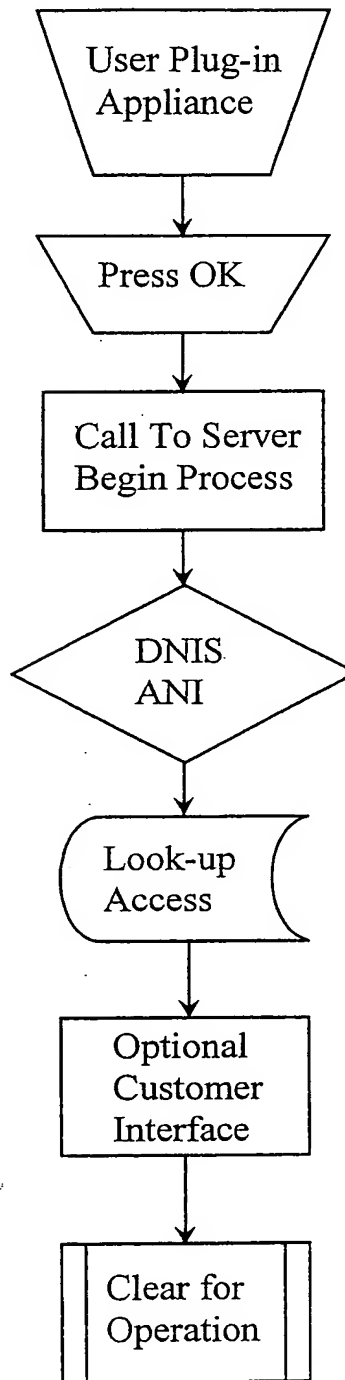 User Plug-in
Appliance
Press OK
Call To Server
Begin Process
DNIS
ANI
Look-up
Access
Optional
Customer
Interface
Clear for
Operation